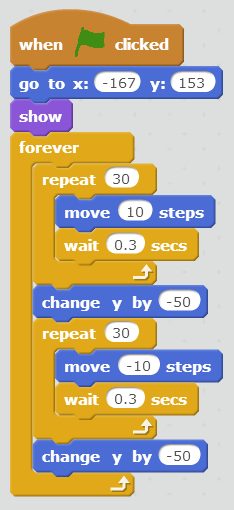 when clicked
go to x: -167 y: 153
show
forever
repeat 30
move 10 steps
wait 0.3 secs
change y by -50
repeat 30
move -10 steps
wait 0.3 secs
change y by -50